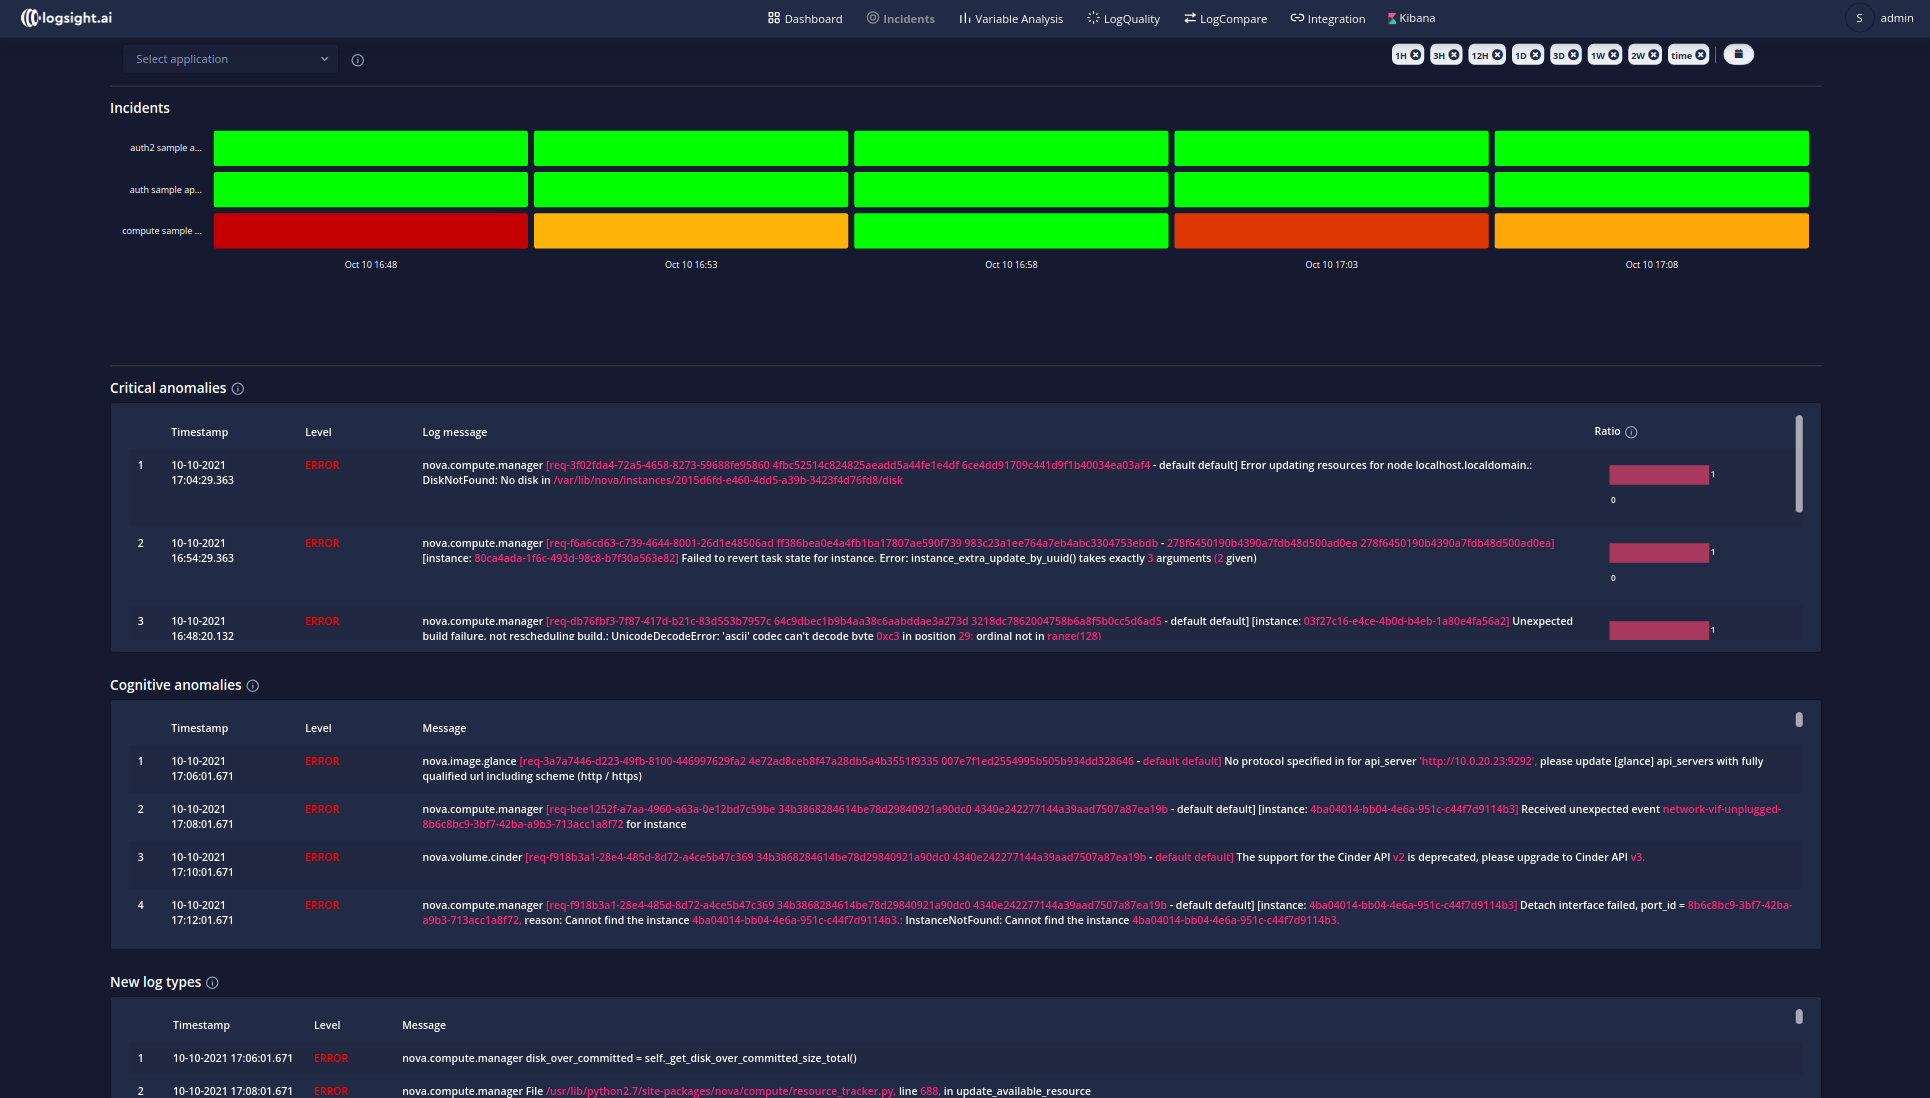 logsight.ai
Dashboard Incidents Variable Analysis LogQuality LogCompare Integration Kibana
S admin
Select application
1H 3H 12H 1D 3D 1W 2W time
Incidents
auth2 sample a...
auth sample ap...
compute sample ...
Oct 10 16:48 Oct 10 16:53 Oct 10 16:58 Oct 10 17:03 Oct 10 17:08
Critical anomalies
Timestamp Level Log message Ratio
1 10-10-2021 ERROR nova.compute.manager [req-3f02fda4-72a5-4658-8273-59688fe95860 4fbc52514c824825aeadd5a44fe1e4df 6ce4dd91709c441d9f1b40034ea03af4 - default default] Error updating resources for node localhost.localdomain.: 1
17:04:29.363 DiskNotFound: No disk in /var/lib/nova/instances/2015d6fd-e460-4dd5-a39b-3423f4d76fd8/disk
0
2 10-10-2021 ERROR nova.compute.manager [req-f6a6cd63-c739-4644-8001-26d1e48506ad ff386bea0e4a4fb1ba17807ae590f739 983c23a1ee764a7eb4abc3304753ebdb - 278f6450190b4390a7fdb48d500ad0ea 278f6450190b4390a7fdb48d500ad0ea] 1
16:54:29.363 [instance: 80ca4ada-1f6c-493d-98c8-b7f30a563e82] Failed to revert task state for instance. Error: instance_extra_update_by_uuid() takes exactly 3 arguments (2 given)
0
3 10-10-2021 ERROR nova.compute.manager [req-db76fbf3-7f87-417d-b21c-83d553b7957c 64c9dbec1b9b4aa38c6aabddae3a273d 3218dc7862004758b6a8f5b0cc5d6ad5 - default default] [instance: 03f27c16-e4ce-4b0d-b4eb-1a80e4fa56a2] Unexpected 1
16:48:20.132 build failure, not rescheduling build.: UnicodeDecodeError: 'ascii' codec can't decode byte 0xc3 in position 29: ordinal not in range(128)
Cognitive anomalies
Timestamp Level Message
1 10-10-2021 ERROR nova.image.glance [req-3a7a7446-d223-49fb-8100-446997629fa2 4e72ad8ceb8f47a28db5a4b3551f9335 007e7f1ed2554995b505b934dd328646 - default default] No protocol specified in for api_server 'http://10.0.20.23:9292', please update [glance] api_servers with fully
17:06:01.671 qualified url including scheme (http / https)
2 10-10-2021 ERROR nova.compute.manager [req-bee1252f-a7aa-4960-a63a-0e12bd7c59be 34b3868284614be78d29840921a90dc0 4340e242277144a39aad7507a87ea19b - default default] [instance: 4ba04014-bb04-4e6a-951c-c44f7d9114b3] Received unexpected event network-vif-unplugged-
17:08:01.671 8b6c8bc9-3bf7-42ba-a9b3-713acc1a8f72 for instance
3 10-10-2021 ERROR nova.volume.cinder [req-f918b3a1-28e4-485d-8d72-a4ce5b47c369 34b3868284614be78d29840921a90dc0 4340e242277144a39aad7507a87ea19b - default default] The support for the Cinder API v2 is deprecated, please upgrade to Cinder API v3.
17:10:01.671
4 10-10-2021 ERROR nova.compute.manager [req-f918b3a1-28e4-485d-8d72-a4ce5b47c369 34b3868284614be78d29840921a90dc0 4340e242277144a39aad7507a87ea19b - default default] [instance: 4ba04014-bb04-4e6a-951c-c44f7d9114b3] Detach interface failed, port_id = 8b6c8bc9-3bf7-42ba-
17:12:01.671 a9b3-713acc1a8f72, reason: Cannot find the instance 4ba04014-bb04-4e6a-951c-c44f7d9114b3.: InstanceNotFound: Cannot find the instance 4ba04014-bb04-4e6a-951c-c44f7d9114b3.
New log types
Timestamp Level Message
1 10-10-2021 17:06:01.671 ERROR nova.compute.manager disk_over_committed = self._get_disk_over_committed_size_total()
2 10-10-2021 17:08:01.671 ERROR nova.compute.manager File /usr/lib/python2.7/site-packages/nova/compute/resource_tracker.py, line 688, in update_available_resource